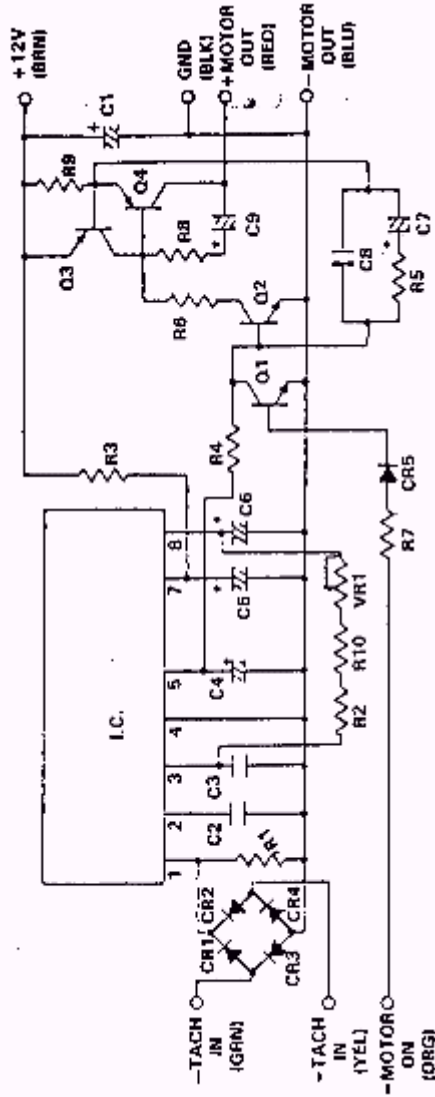 +12V
(BRN)
GND
(BLK)
+MOTOR
OUT
(RED)
−MOTOR
OUT
(BLU)
C1
R9
Q4
Q3
R8
C9
R6
Q2
Q1
C8
C7
R5
R3
R4
I.C.
1
2
3
4
5
7
8
C6
C5
C4
C3
C2
R1
VR1
R10
R2
CR5
R7
CR1
CR2
CR3
CR4
−TACH
IN
(GRN)
−TACH
IN
(YEL)
−MOTOR
ON
(ORG)